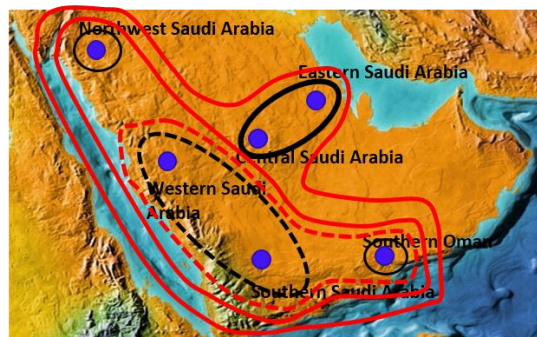 Northwest Saudi Arabia
Eastern Saudi Arabia
Central Saudi Arabia
Western Saudi
Arabia
Southern Oman
Southern Saudi Arabia